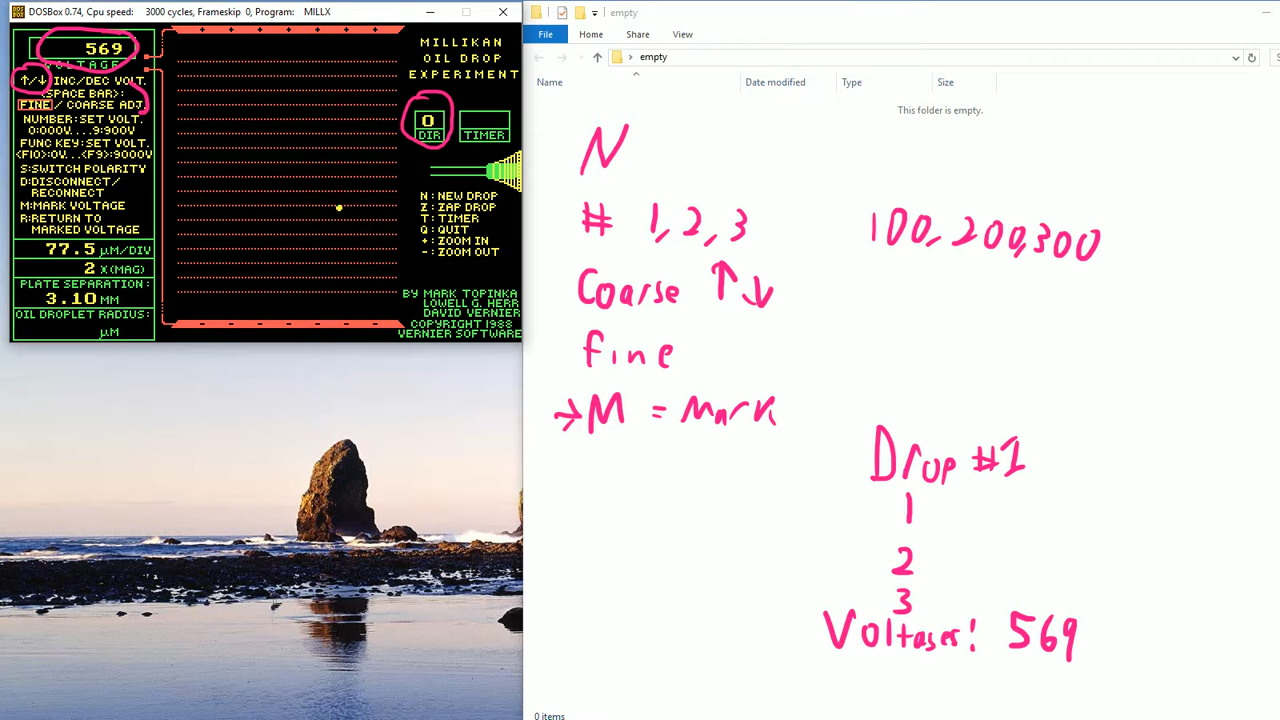 DOSBox 0.74, Cpu speed: 3000 cycles, Frameskip 0, Program: MILLX
569
VOLTAGE
↑/↓ INC/DEC VOLT.
<SPACE BAR>:
FINE / COARSE ADJ.
NUMBER: SET VOLT.
0:000V...9:900V
FUNC KEY: SET VOLT.
<F10>0V...<F9>9000V
S:SWITCH POLARITY
D:DISCONNECT/
RECONNECT
M:MARK VOLTAGE
R:RETURN TO
MARKED VOLTAGE
77.5 µM/DIV
2 X(MAG)
PLATE SEPARATION:
3.10 MM
OIL DROPLET RADIUS:
µM
MILLIKAN
OIL DROP
EXPERIMENT
0
DIR
TIMER
N: NEW DROP
Z: ZAP DROP
T: TIMER
Q: QUIT
+: ZOOM IN
-: ZOOM OUT
BY MARK TOPINKA
LOWELL G. HERR
DAVID VERNIER
COPYRIGHT 1988
VERNIER SOFTWARE
empty
File Home Share View
empty
Name Date modified Type Size
This folder is empty.
N
# 1, 2, 3 100, 200, 300
Coarse ↑ ↓
fine
→ M = Mark
Drop #1
1
2
3
Voltages: 569
0 items